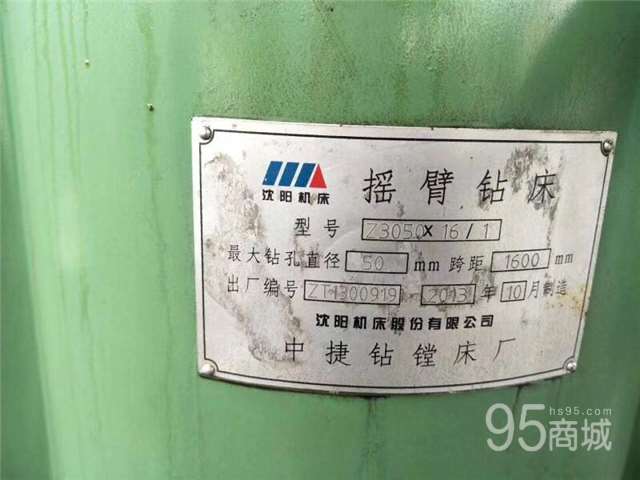 沈阳机床
摇臂钻床
型号 Z3050×16/1
最大钻孔直径 50 mm 跨距 1600 mm
出厂编号 ZT1300919 2013 年 10 月制造
沈阳机床股份有限公司
中捷钻镗床厂
hs95.com
95商城